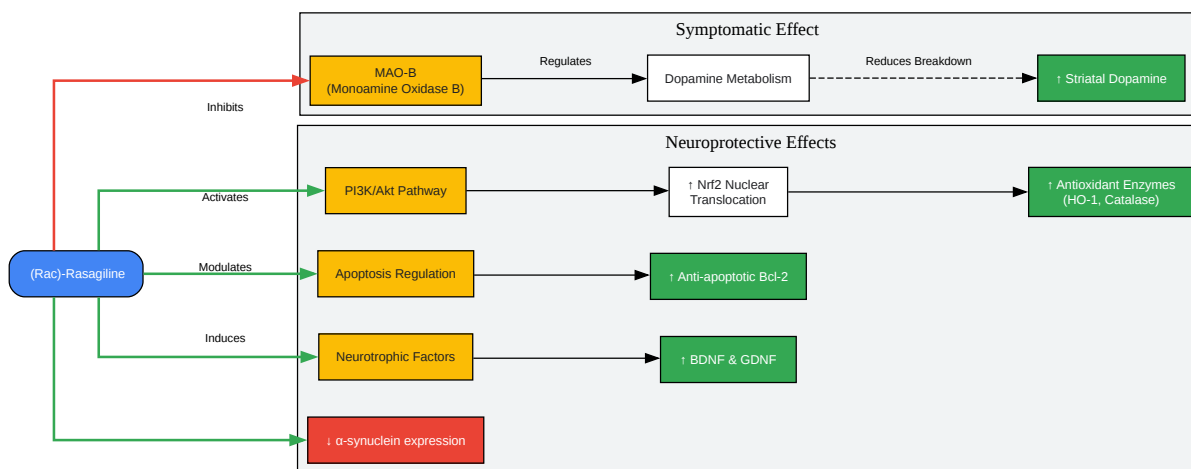 Symptomatic Effect
MAO-B
(Monoamine Oxidase B)
Regulates
Dopamine Metabolism
Reduces Breakdown
↑ Striatal Dopamine
Inhibits
Neuroprotective Effects
Activates
PI3K/Akt Pathway
↑ Nrf2 Nuclear
Translocation
↑ Antioxidant Enzymes
(HO-1, Catalase)
(Rac)-Rasagiline
Modulates
Apoptosis Regulation
↑ Anti-apoptotic Bcl-2
Induces
Neurotrophic Factors
↑ BDNF & GDNF
↓ α-synuclein expression